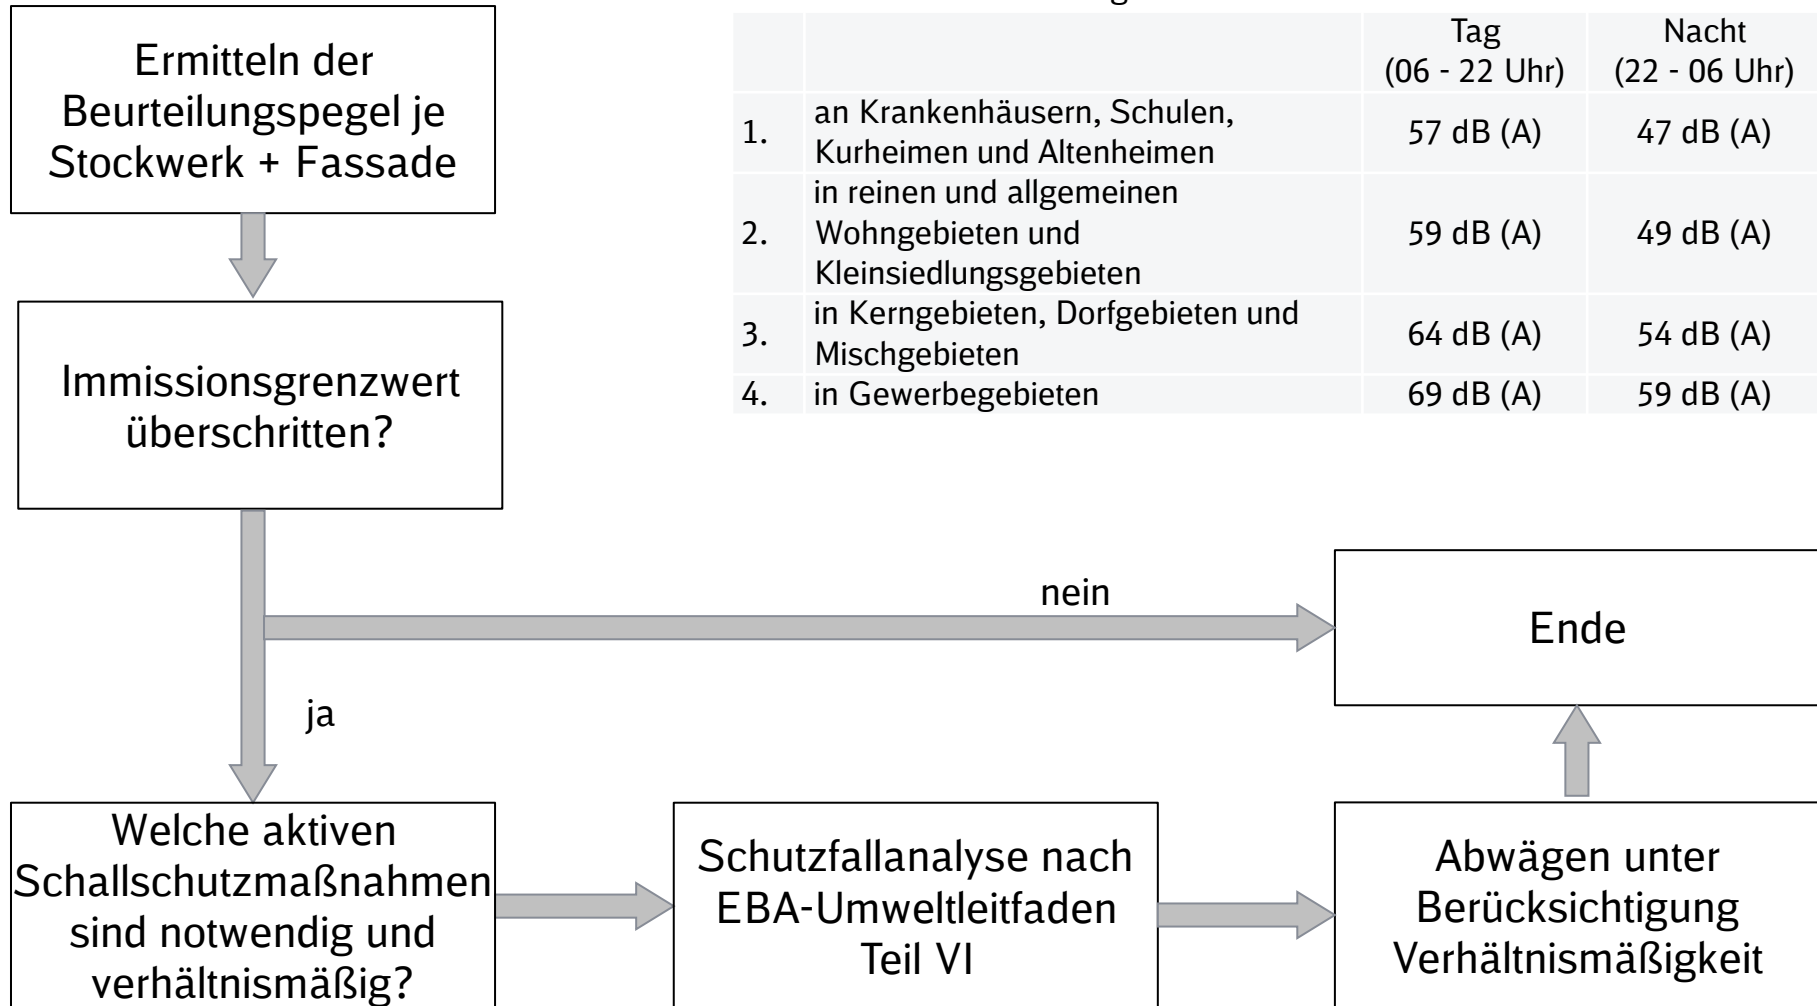 Ermitteln der
Beurteilungspegel je
Stockwerk + Fassade
Tag
(06 - 22 Uhr)
Nacht
(22 - 06 Uhr)
1.
an Krankenhäusern, Schulen,
Kurheimen und Altenheimen
57 dB (A)
47 dB (A)
2.
in reinen und allgemeinen
Wohngebieten und
Kleinsiedlungsgebieten
59 dB (A)
49 dB (A)
3.
in Kerngebieten, Dorfgebieten und
Mischgebieten
64 dB (A)
54 dB (A)
4.
in Gewerbegebieten
69 dB (A)
59 dB (A)
Immissionsgrenzwert
überschritten?
nein
Ende
ja
Welche aktiven
Schallschutzmaßnahmen
sind notwendig und
verhältnismäßig?
Schutzfallanalyse nach
EBA-Umweltleitfaden
Teil VI
Abwägen unter
Berücksichtigung
Verhältnismäßigkeit